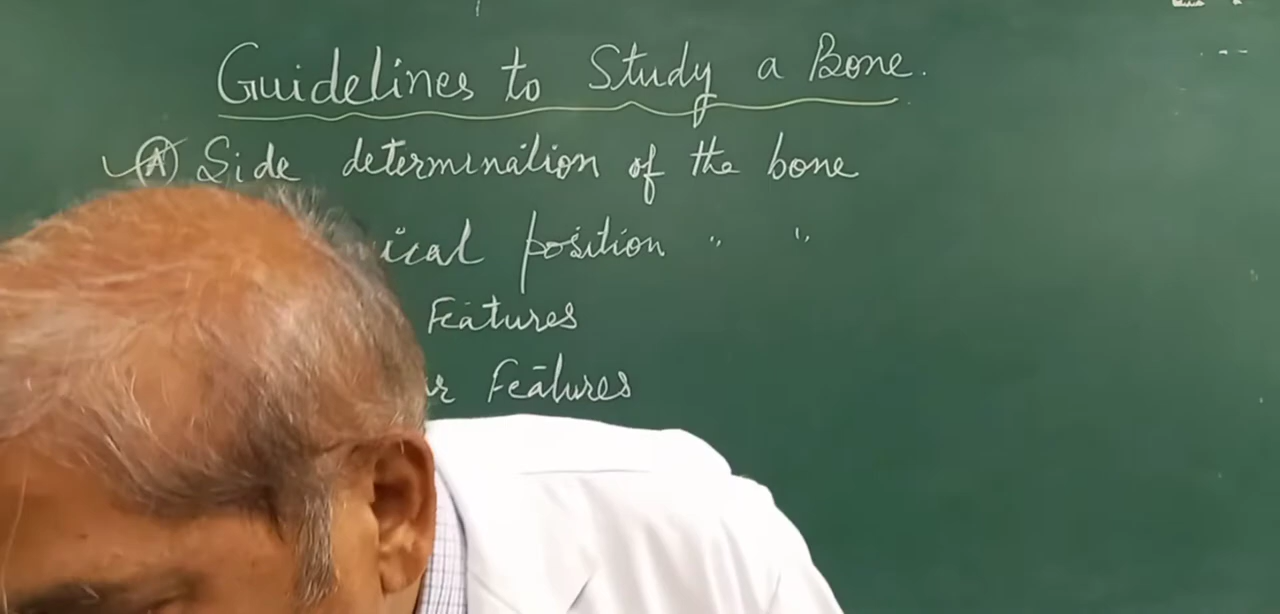 Guidelines to Study a Bone.
A Side determination of the bone
ical position " "
Features
r Features